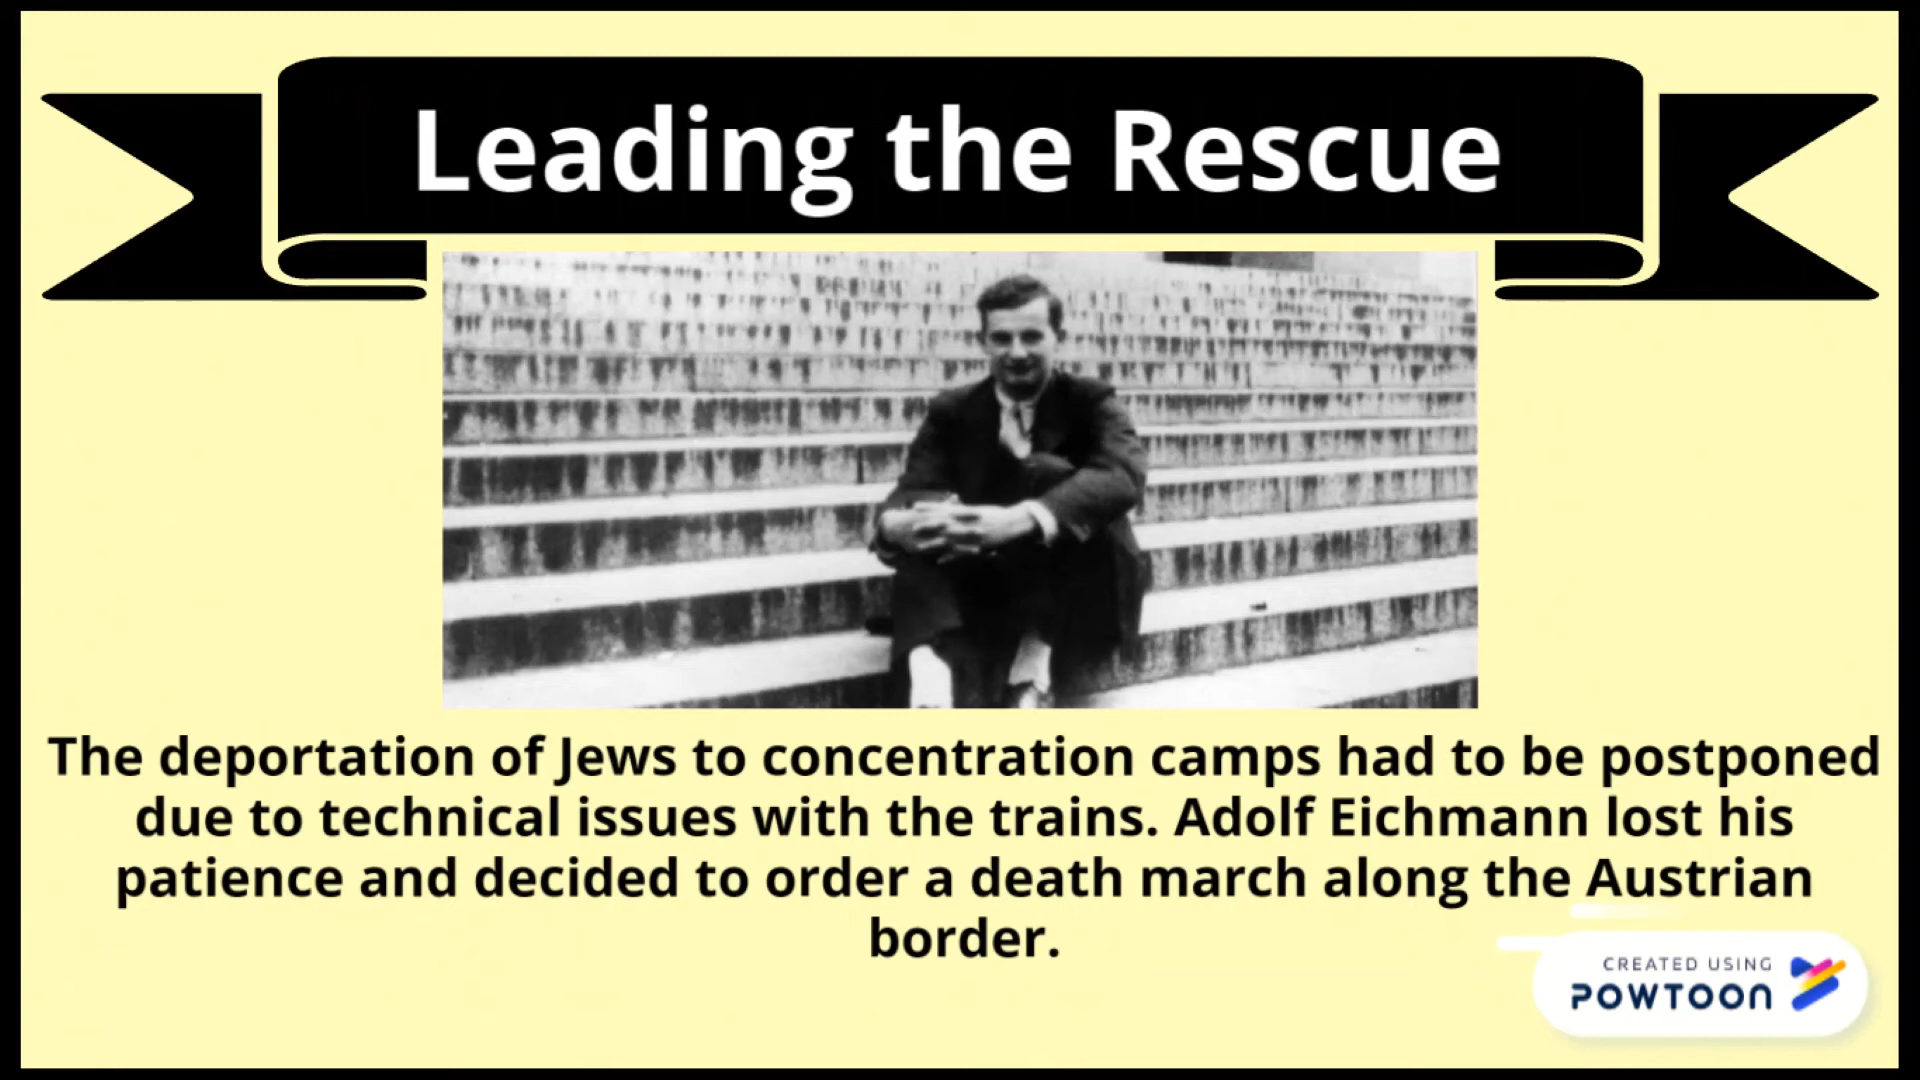 Leading the Rescue
The deportation of Jews to concentration camps had to be postponed
due to technical issues with the trains. Adolf Eichmann lost his
patience and decided to order a death march along the Austrian
border.
CREATED USING
POWTOON